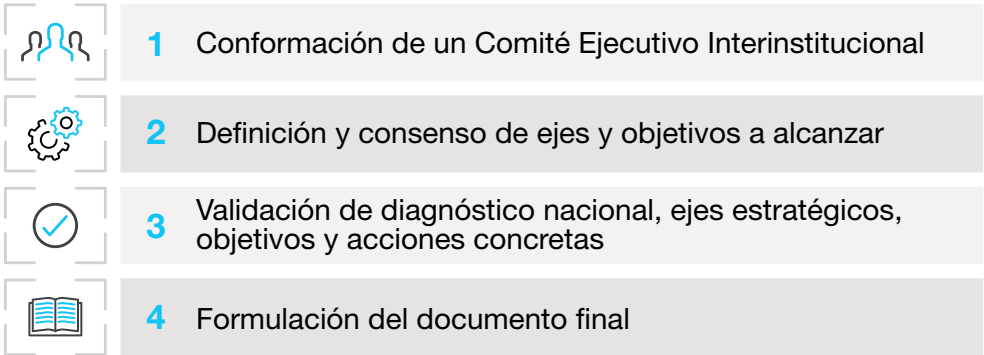 1 Conformación de un Comité Ejecutivo Interinstitucional
2 Definición y consenso de ejes y objetivos a alcanzar
3 Validación de diagnóstico nacional, ejes estratégicos,
objetivos y acciones concretas
4 Formulación del documento final